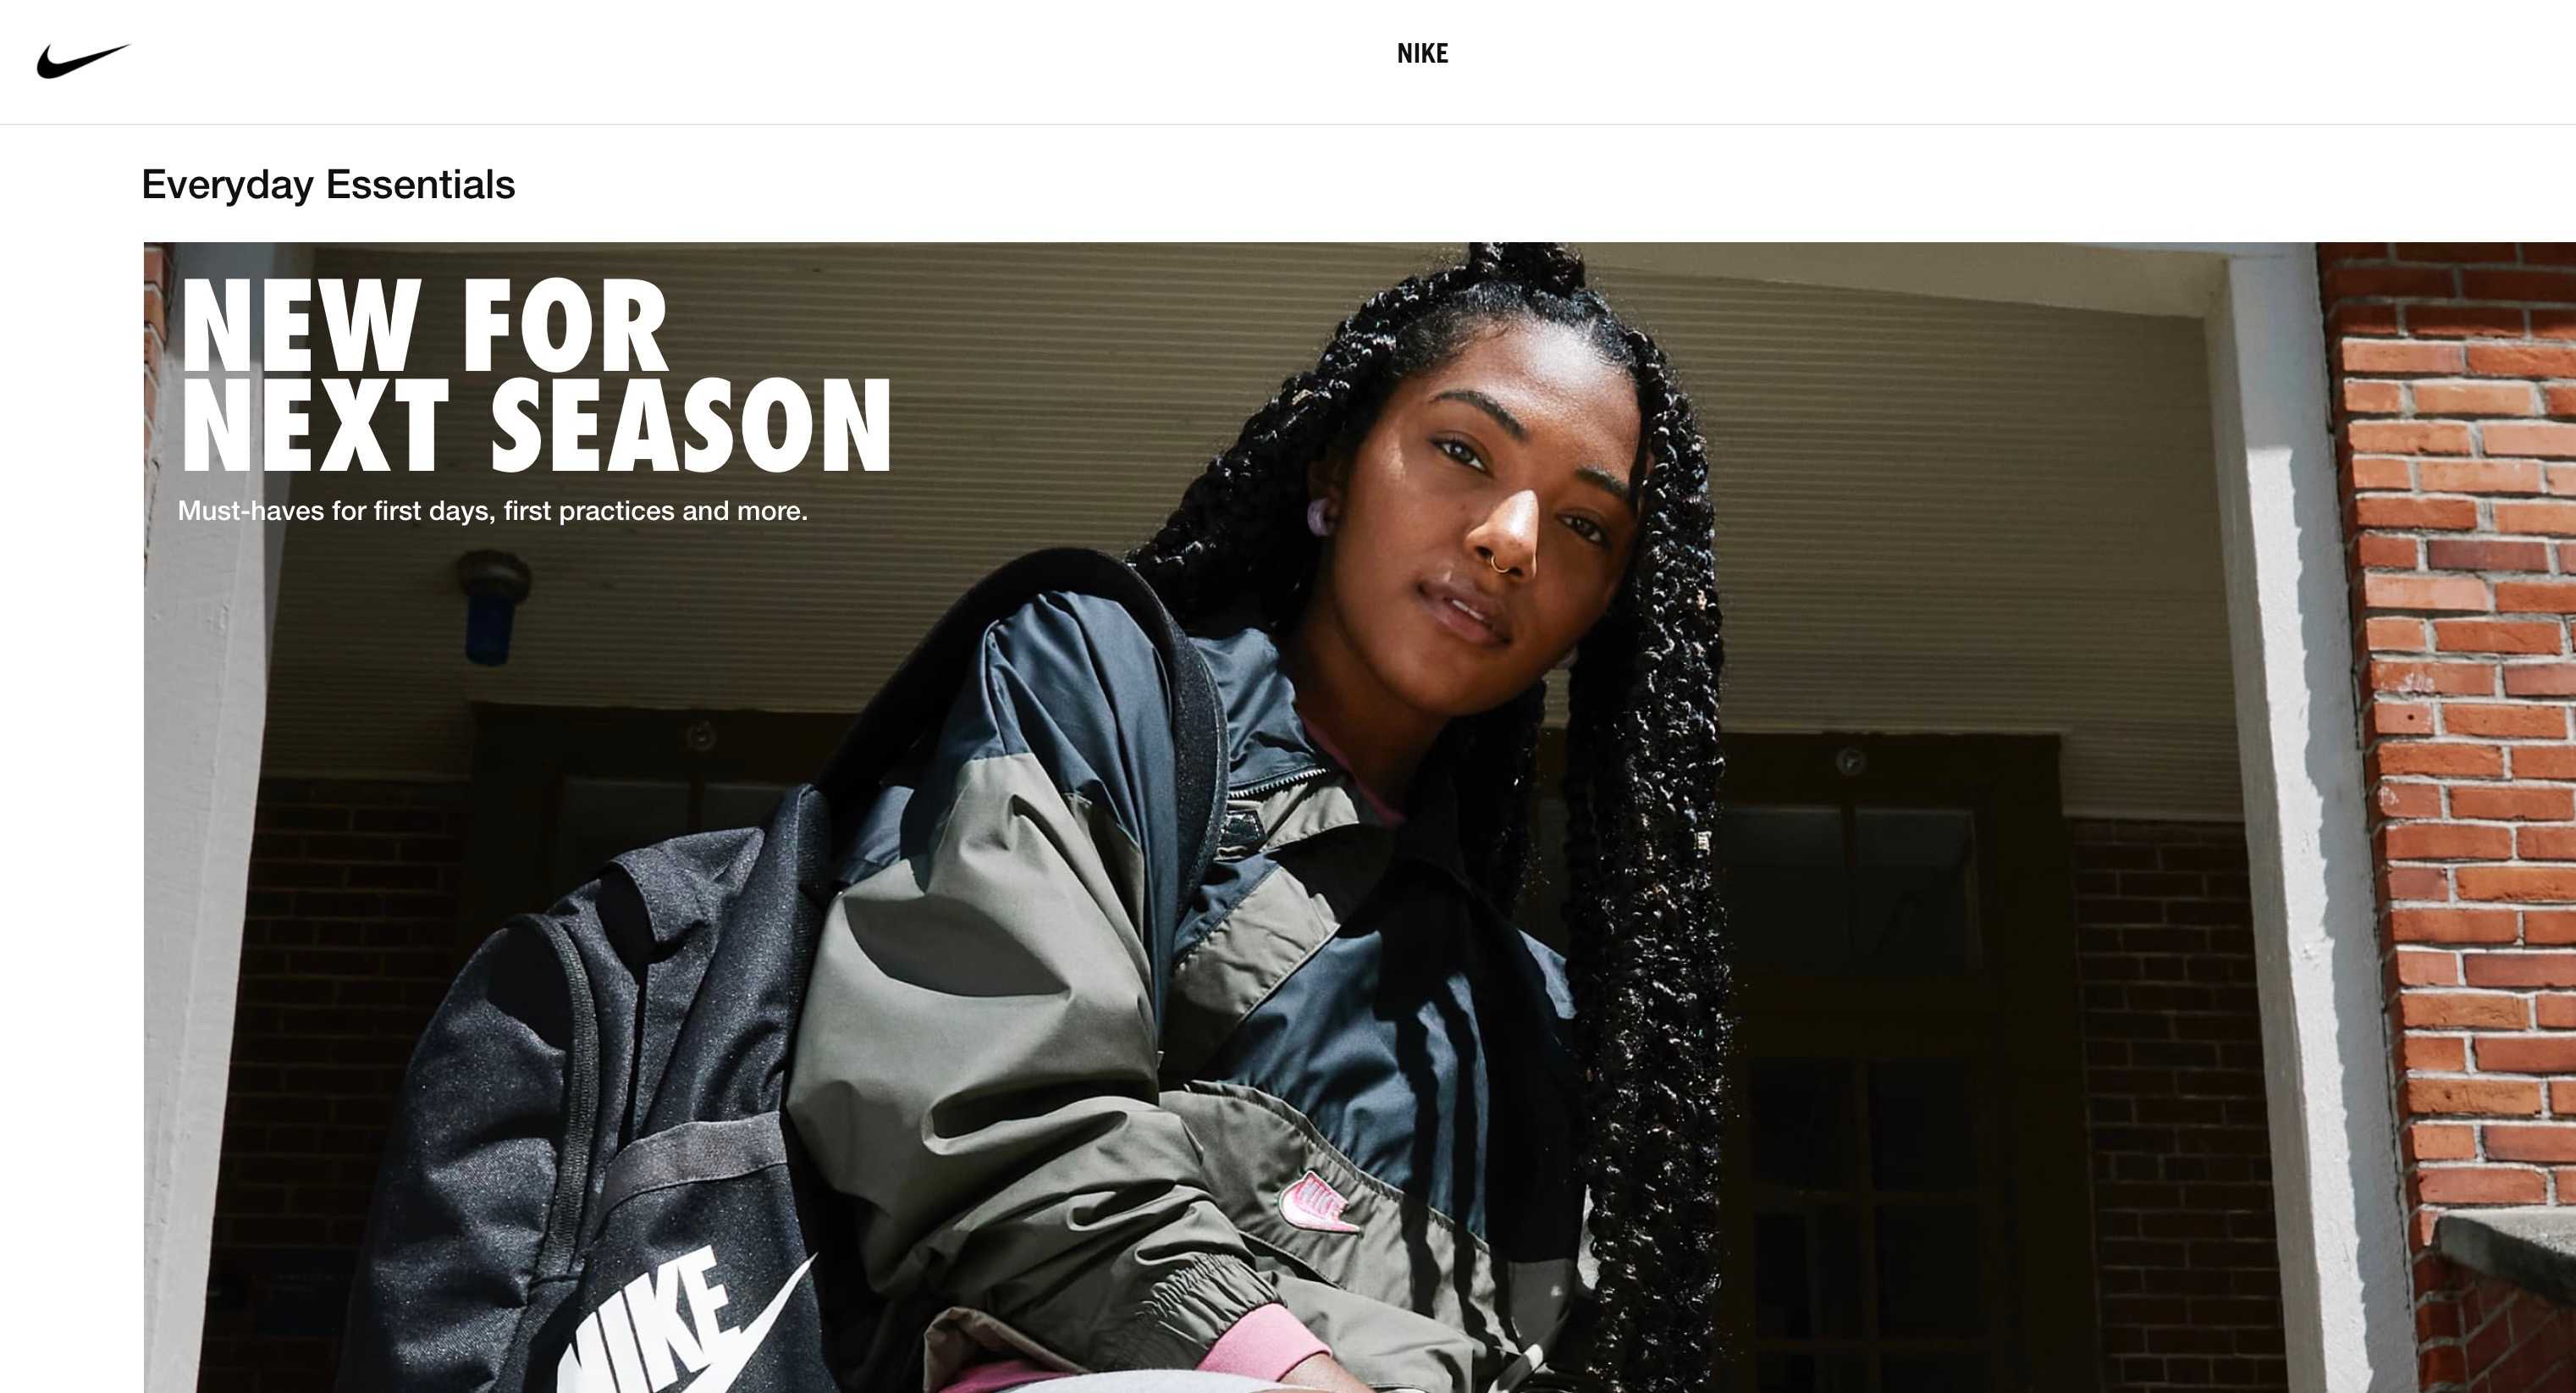 NIKE
Everyday Essentials
NEW FOR
NEXT SEASON
Must-haves for first days, first practices and more.
NIKE
NIKE